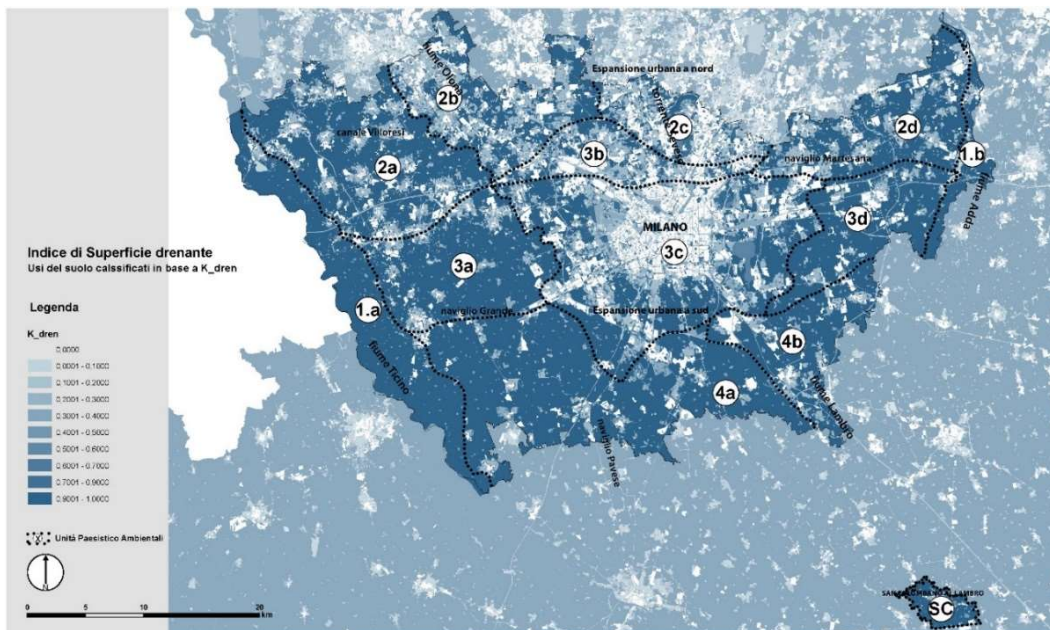 Indice di Superficie drenante
Usi del suolo calssificati in base a K_dren
Legenda
K_dren
0,0000
0,0001 - 0,1000
0,1001 - 0,2000
0,2001 - 0,3000
0,3001 - 0,4000
0,4001 - 0,5000
0,5001 - 0,6000
0,6001 - 0,7000
0,7001 - 0,9000
0,9001 - 1,0000
Unità Paesistico Ambientali
N
0 5 10 20
km
Espansione urbana a nord
fiume Olona
2b
2c
2d
canale Villoresi
3b
naviglio Martesana
1.b
2a
fiume Adda
3d
MILANO
3c
3a
1.a
naviglio Grande
Espansione urbana a sud
4b
fiume Ticino
4a
fiume Lambro
naviglio Pavese
SAN COLOMBANO AL LAMBRO
SC